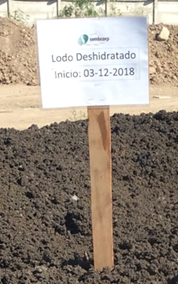 sembcorp
Lodo Deshidratado
Inicio: 03-12-2018